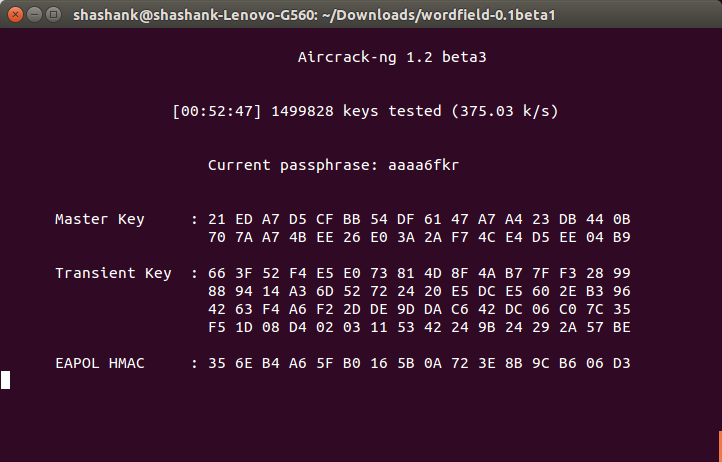 shashank@shashank-Lenovo-G560: ~/Downloads/wordfield-0.1beta1
Aircrack-ng 1.2 beta3
[00:52:47] 1499828 keys tested (375.03 k/s)
Current passphrase: aaaa6fkr
Master Key : 21 ED A7 D5 CF BB 54 DF 61 47 A7 A4 23 DB 44 0B
70 7A A7 4B EE 26 E0 3A 2A F7 4C E4 D5 EE 04 B9
Transient Key : 66 3F 52 F4 E5 E0 73 81 4D 8F 4A B7 7F F3 28 99
88 94 14 A3 6D 52 72 24 20 E5 DC E5 60 2E B3 96
42 63 F4 A6 F2 2D DE 9D DA C6 42 DC 06 C0 7C 35
F5 1D 08 D4 02 03 11 53 42 24 9B 24 29 2A 57 BE
EAPOL HMAC : 35 6E B4 A6 5F B0 16 5B 0A 72 3E 8B 9C B6 06 D3